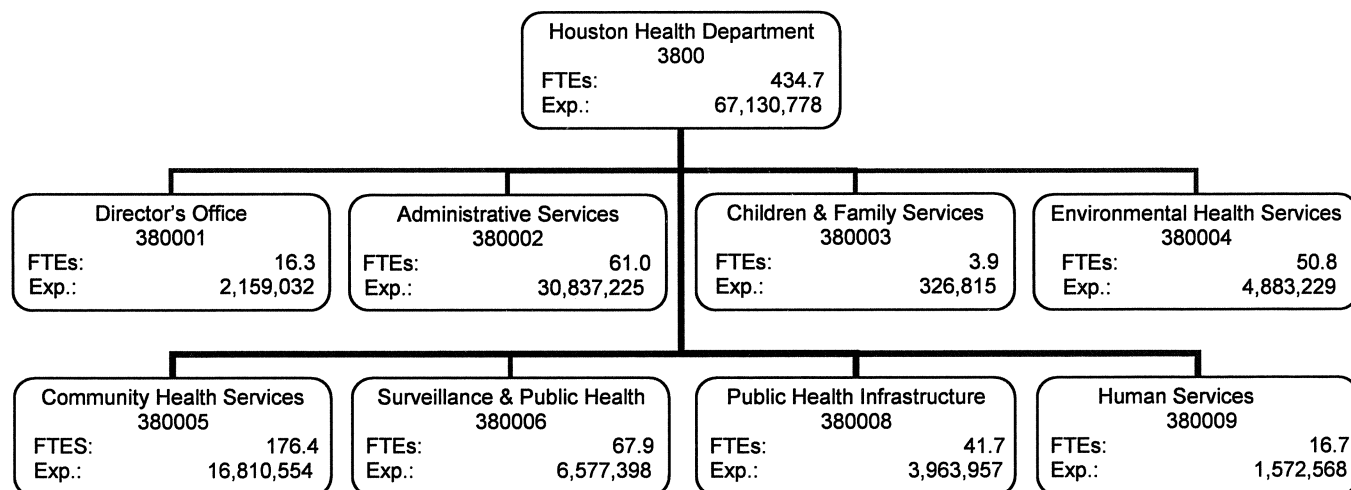 Houston Health Department
3800
FTEs: 434.7
Exp.: 67,130,778
Director's Office
380001
FTEs: 16.3
Exp.: 2,159,032
Administrative Services
380002
FTEs: 61.0
Exp.: 30,837,225
Children & Family Services
380003
FTEs: 3.9
Exp.: 326,815
Environmental Health Services
380004
FTEs: 50.8
Exp.: 4,883,229
Community Health Services
380005
FTES: 176.4
Exp.: 16,810,554
Surveillance & Public Health
380006
FTEs: 67.9
Exp.: 6,577,398
Public Health Infrastructure
380008
FTEs: 41.7
Exp.: 3,963,957
Human Services
380009
FTEs: 16.7
Exp.: 1,572,568